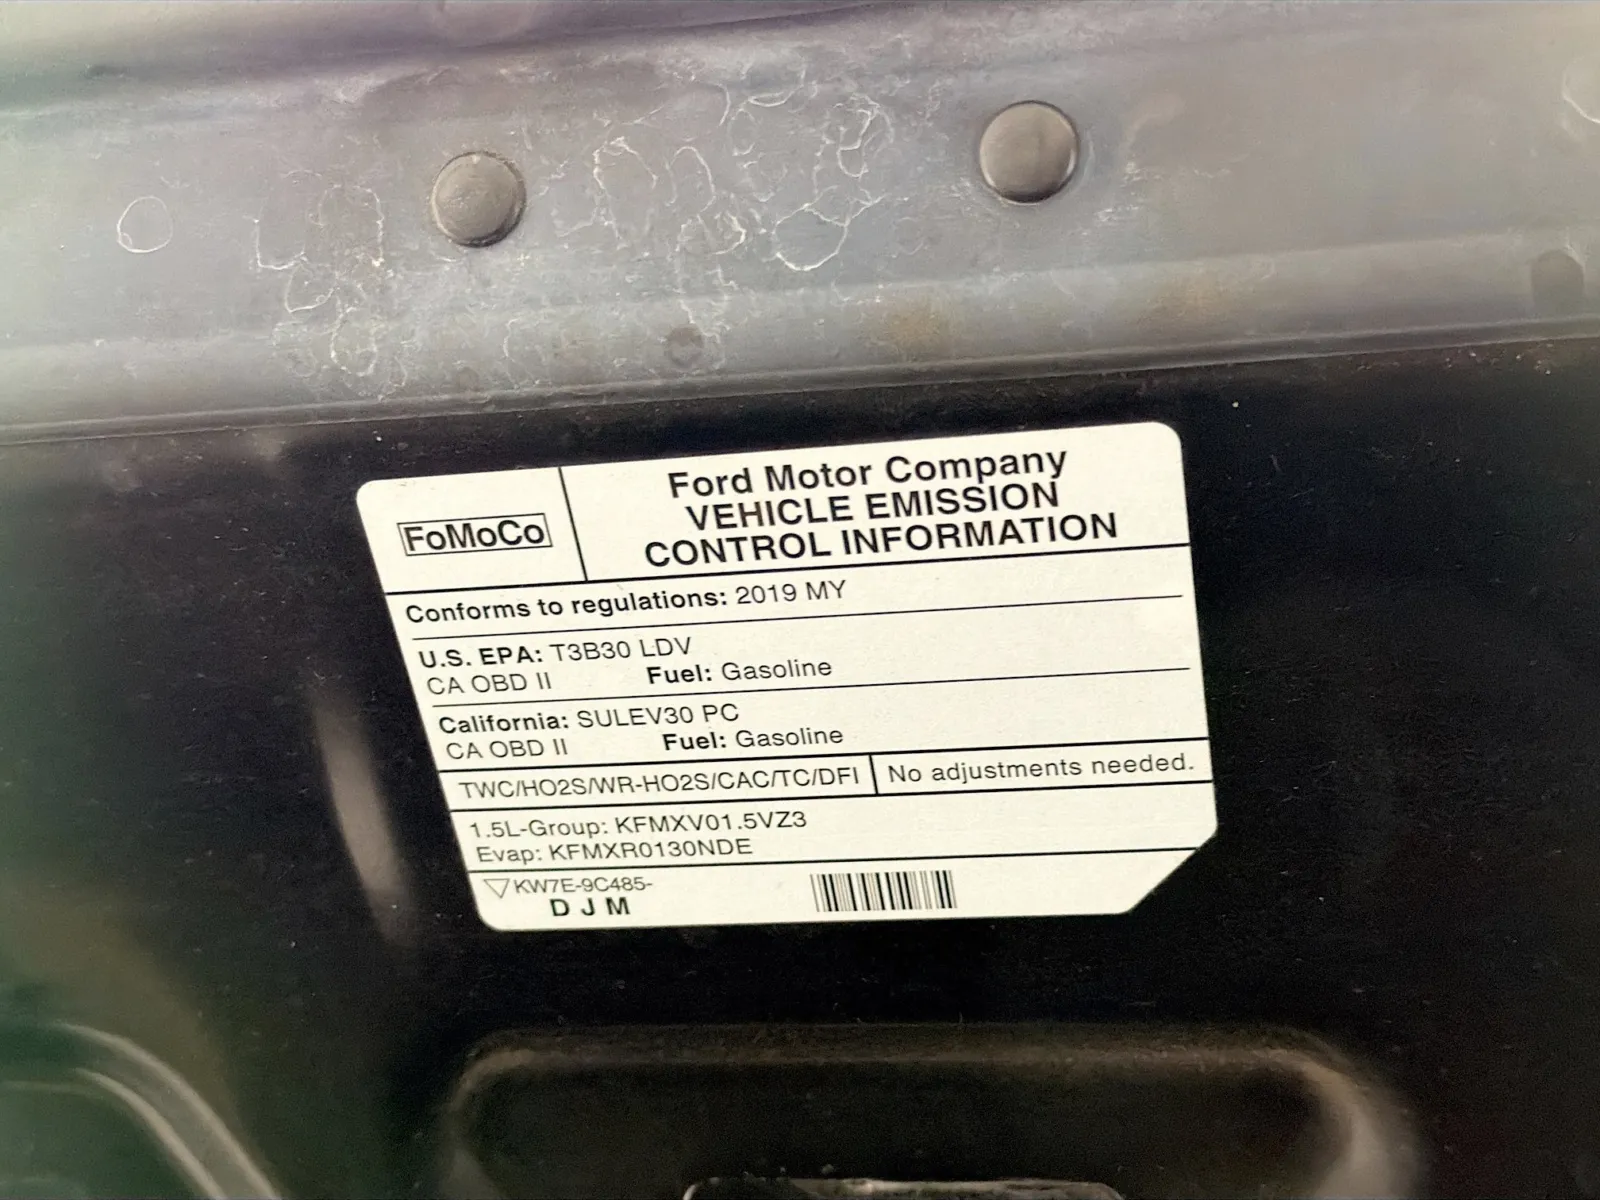 FoMoCo
Ford Motor Company
VEHICLE EMISSION
CONTROL INFORMATION
Conforms to regulations: 2019 MY
U.S. EPA: T3B30 LDV
CA OBD II Fuel: Gasoline
California: SULEV30 PC
CA OBD II Fuel: Gasoline
TWC/HO2S/WR-HO2S/CAC/TC/DFI No adjustments needed.
1.5L-Group: KFMXV01.5VZ3
Evap: KFMXR0130NDE
KW7E-9C485-
D J M